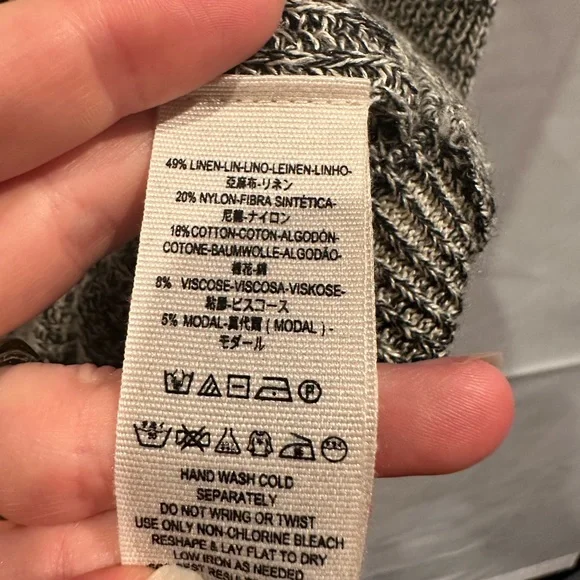 49% LINEN-LIN-LINO-LEINEN-LINHO-
亞麻布-リネン
20% NYLON-FIBRA SINTÉTICA-
尼龍-ナイロン
18%COTTON-COTON-ALGODÓN-
COTONE-BAUMWOLLE-ALGODÃO-
棉花-綿
8% VISCOSE-VISCOSA-VISKOSE-
粘膠-ビスコース
5% MODAL-莫代爾 ( MODAL ) -
モダール
HAND WASH COLD
SEPARATELY
DO NOT WRING OR TWIST
USE ONLY NON-CHLORINE BLEACH
RESHAPE & LAY FLAT TO DRY
LOW IRON AS NEEDED